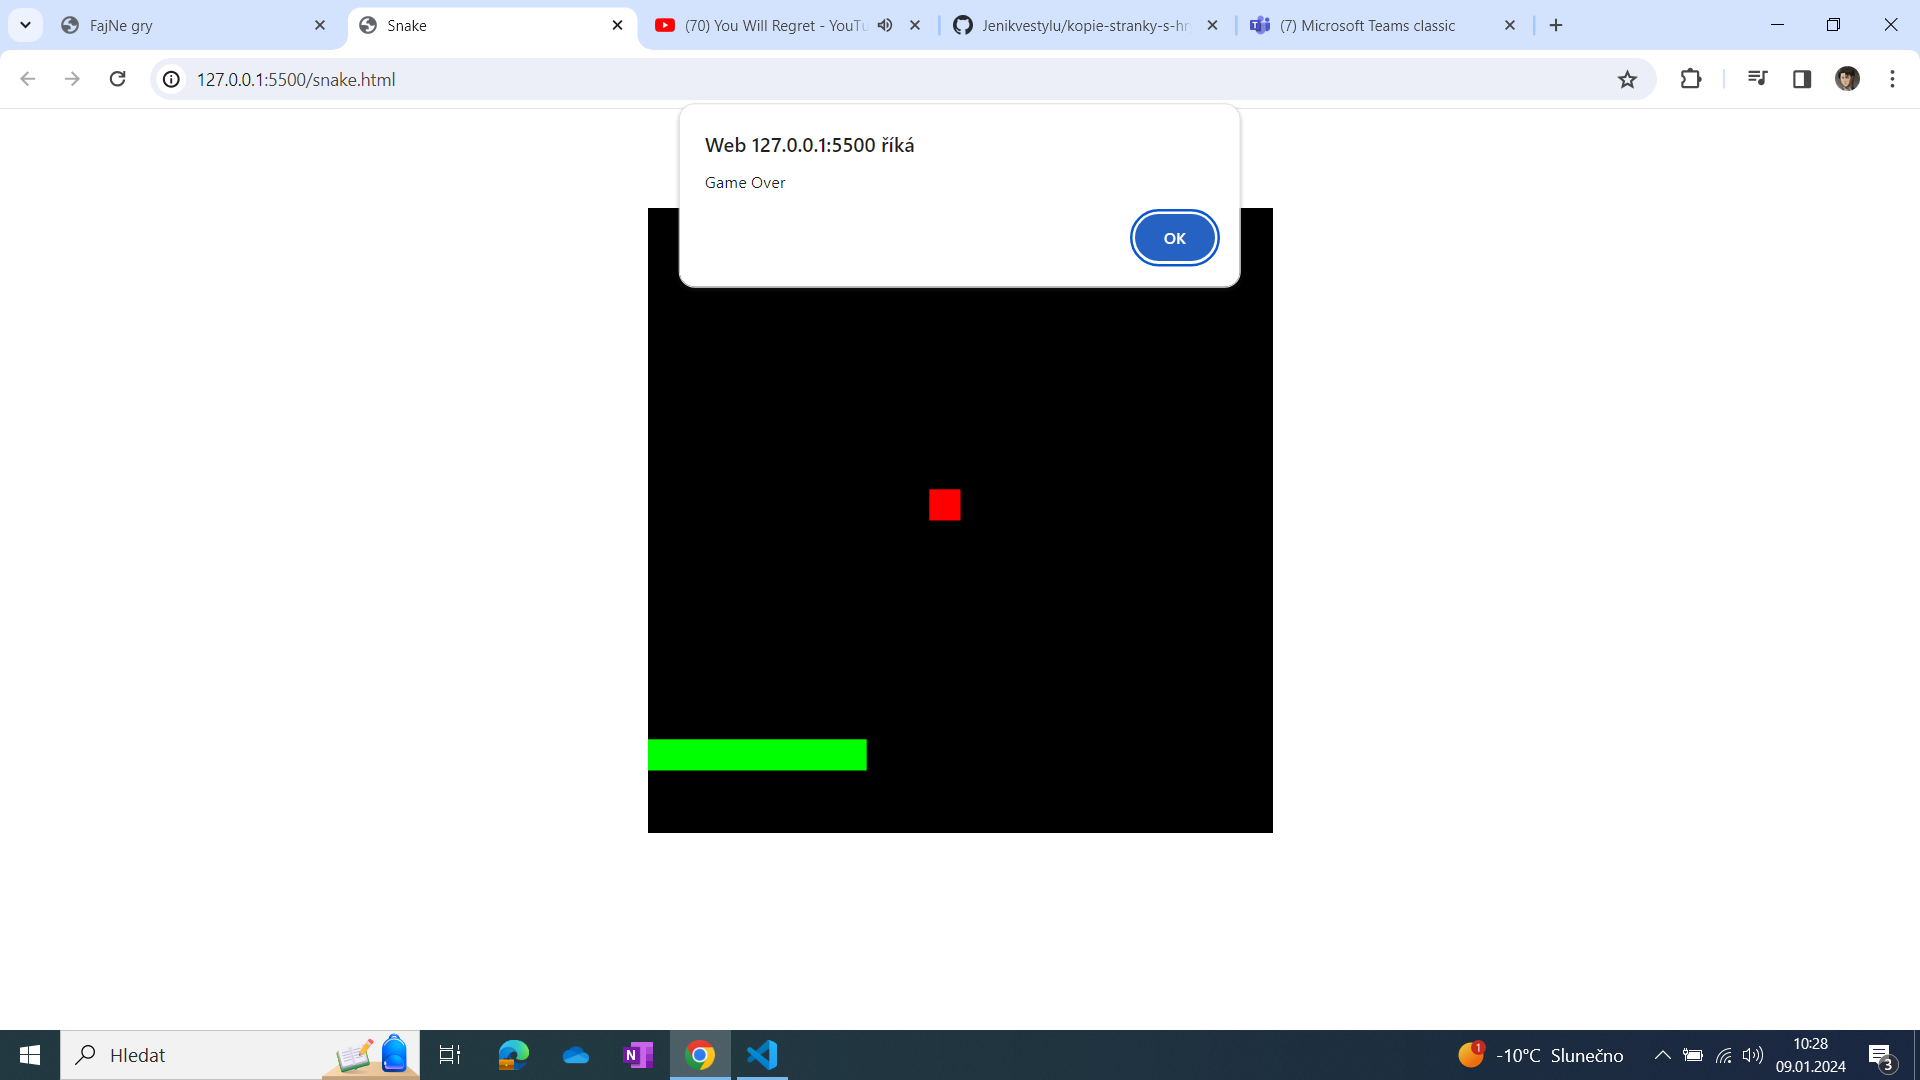 FajNe gry
Snake
(70) You Will Regret - YouTu
Jenikvestylu/kopie-stranky-s-hr
(7) Microsoft Teams classic
127.0.0.1:5500/snake.html
Web 127.0.0.1:5500 říká
Game Over
OK
Hledat
N
1
-10°C Slunečno
10:28
09.01.2024
3